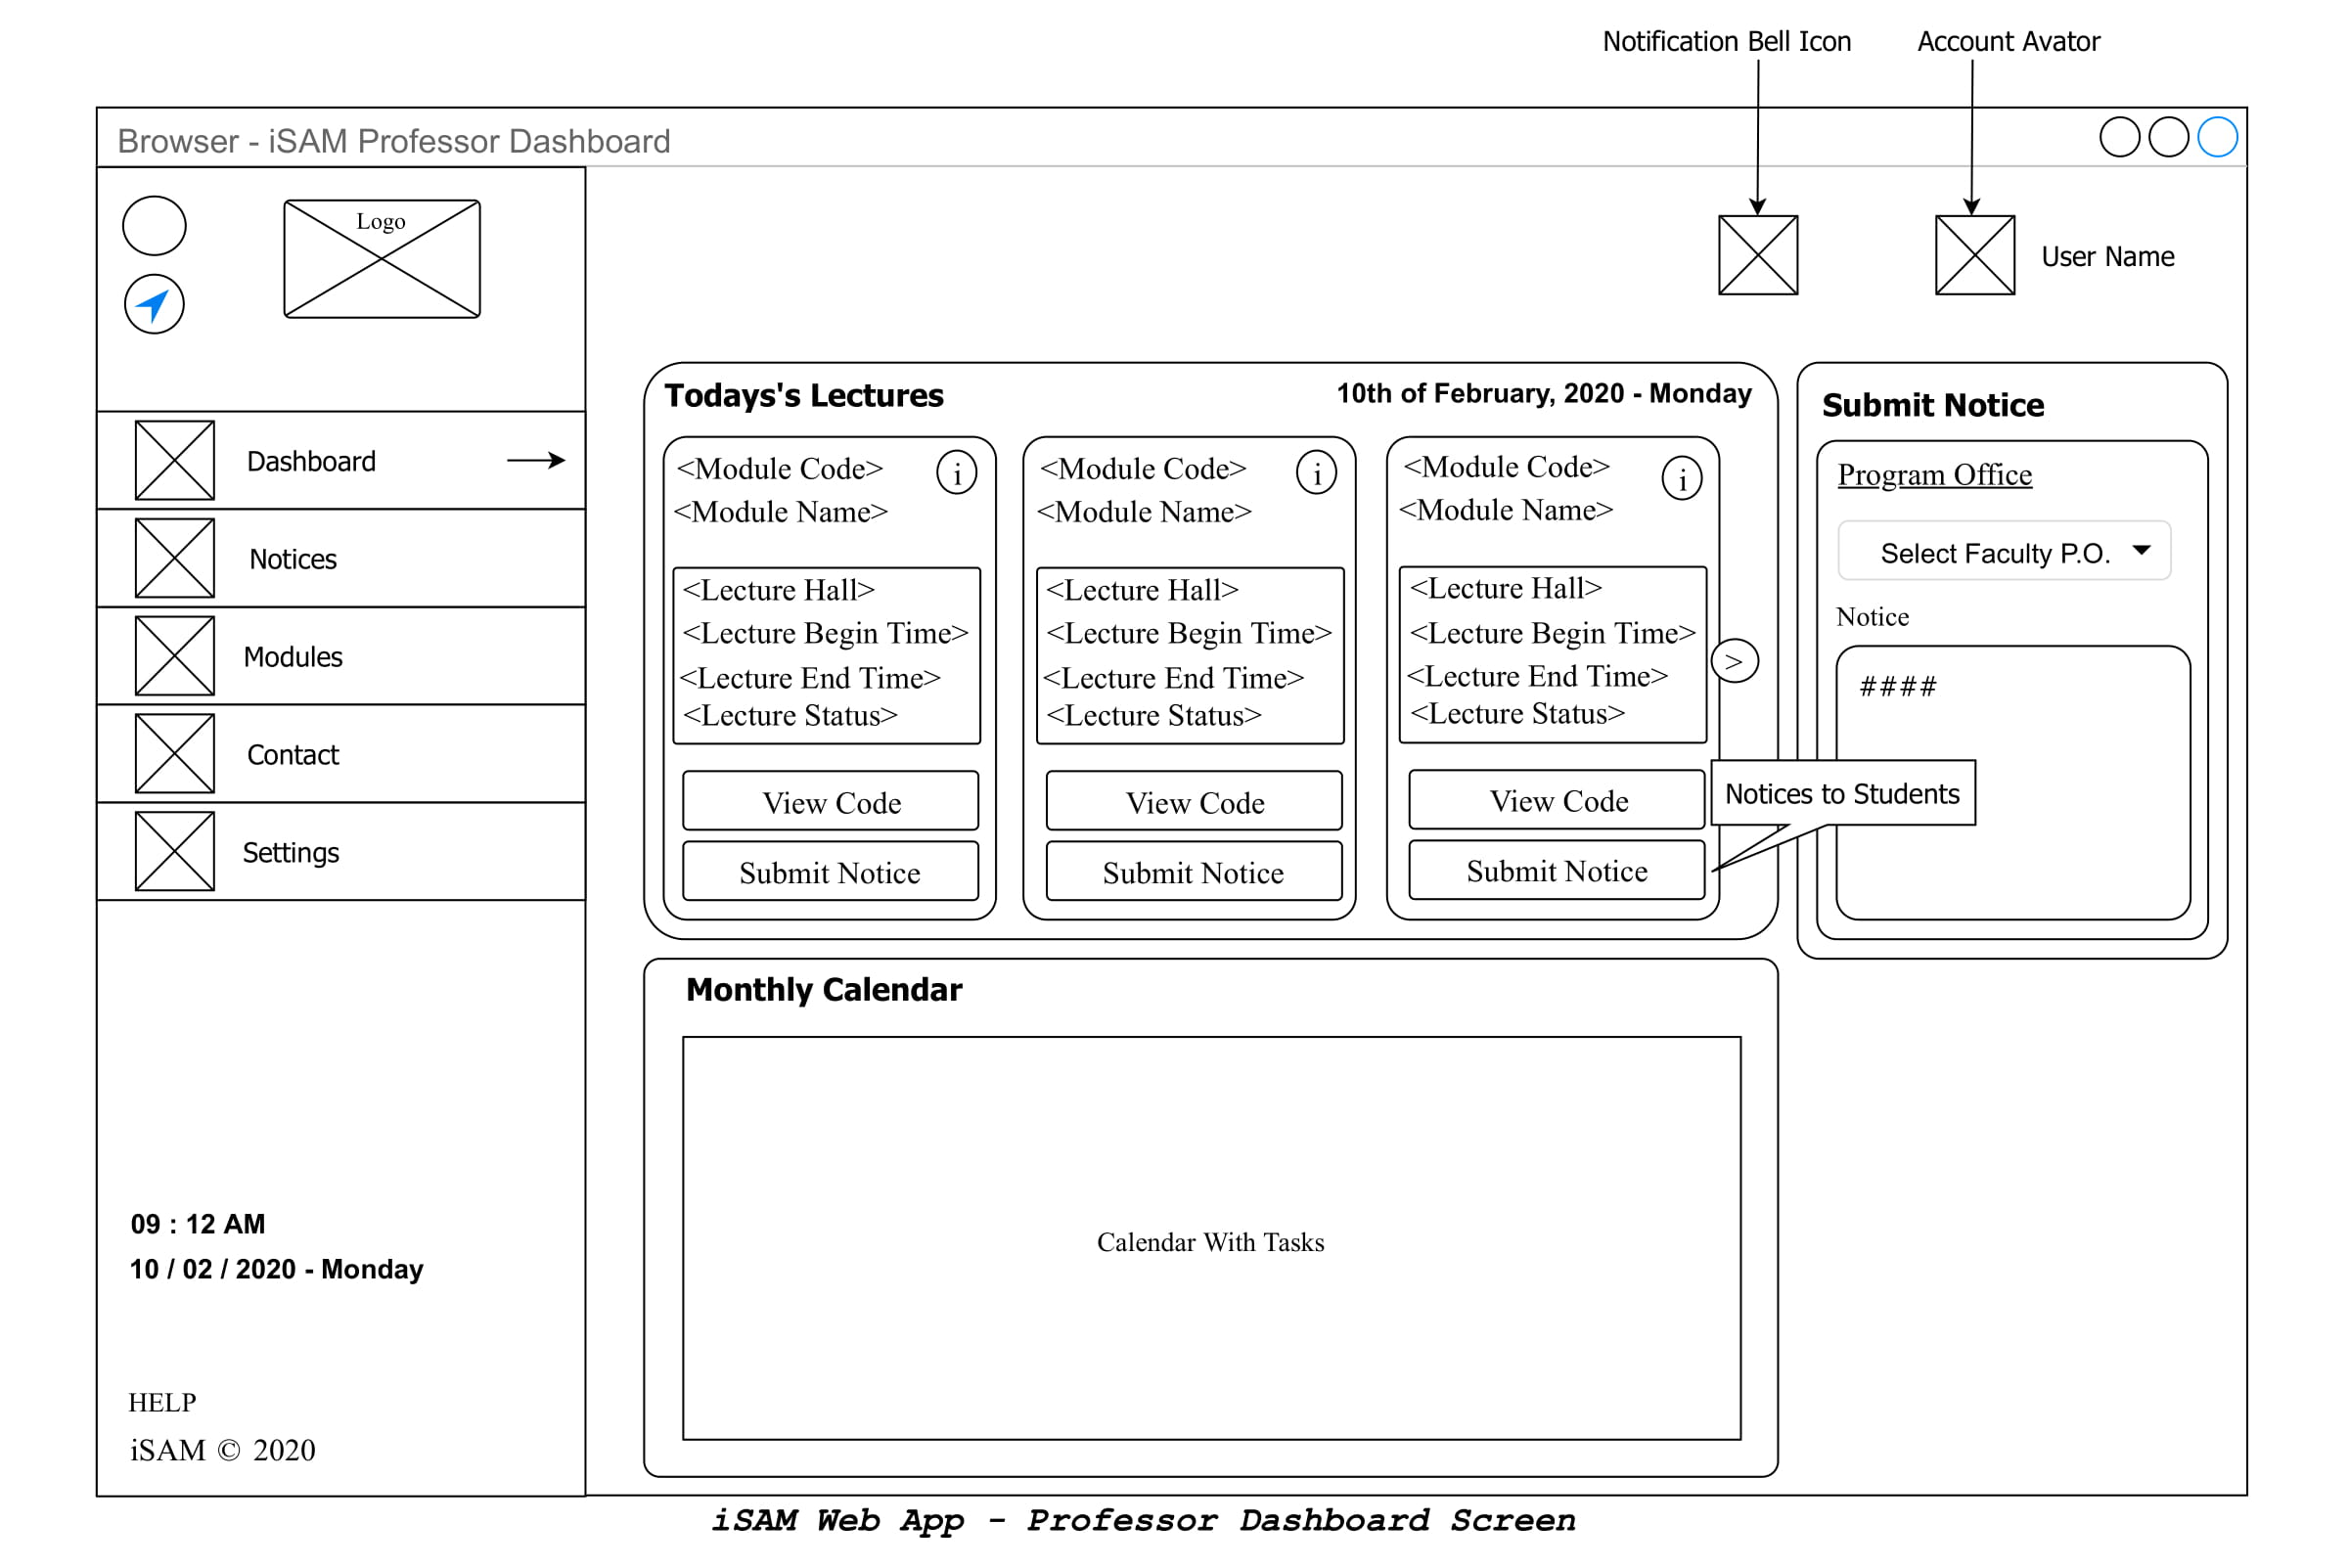 Notification Bell Icon
Account Avator
Browser - iSAM Professor Dashboard
Logo
User Name
Dashboard
Notices
Modules
Contact
Settings
09 : 12 AM
10 / 02 / 2020 - Monday
HELP
iSAM © 2020
Todays's Lectures
10th of February, 2020 - Monday
<Module Code>
i
<Module Name>
<Lecture Hall>
<Lecture Begin Time>
<Lecture End Time>
<Lecture Status>
View Code
Submit Notice
<Module Code>
i
<Module Name>
<Lecture Hall>
<Lecture Begin Time>
<Lecture End Time>
<Lecture Status>
View Code
Submit Notice
<Module Code>
i
<Module Name>
<Lecture Hall>
<Lecture Begin Time>
<Lecture End Time>
<Lecture Status>
View Code
Submit Notice
>
Notices to Students
Submit Notice
Program Office
Select Faculty P.O.
Notice
####
Monthly Calendar
Calendar With Tasks
iSAM Web App - Professor Dashboard Screen